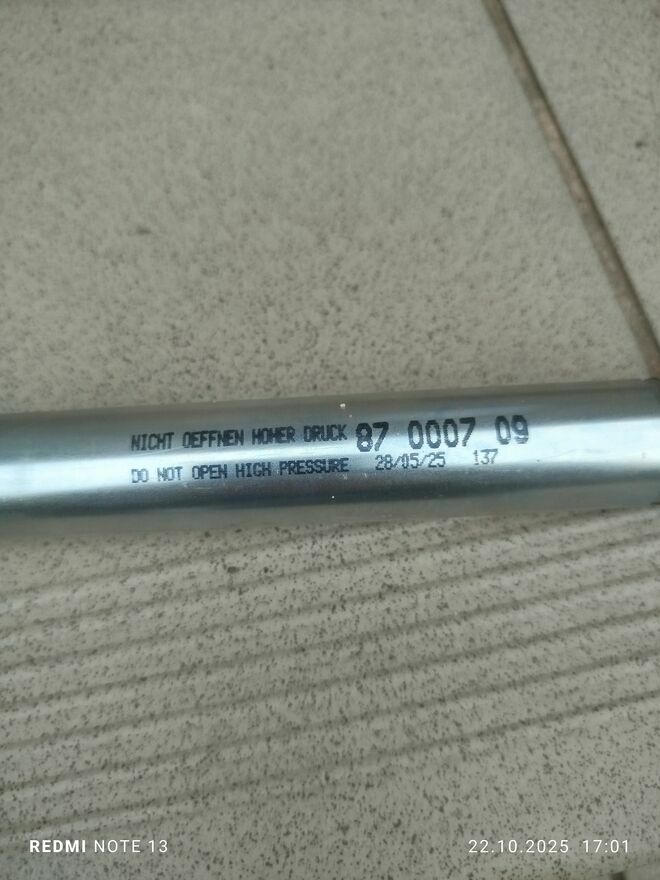 NICHT OEFFNEN HOHER DRUCK 87 0007 09
DO NOT OPEN HIGH PRESSURE 28/05/25 137
REDMI NOTE 13
22.10.2025 17:01